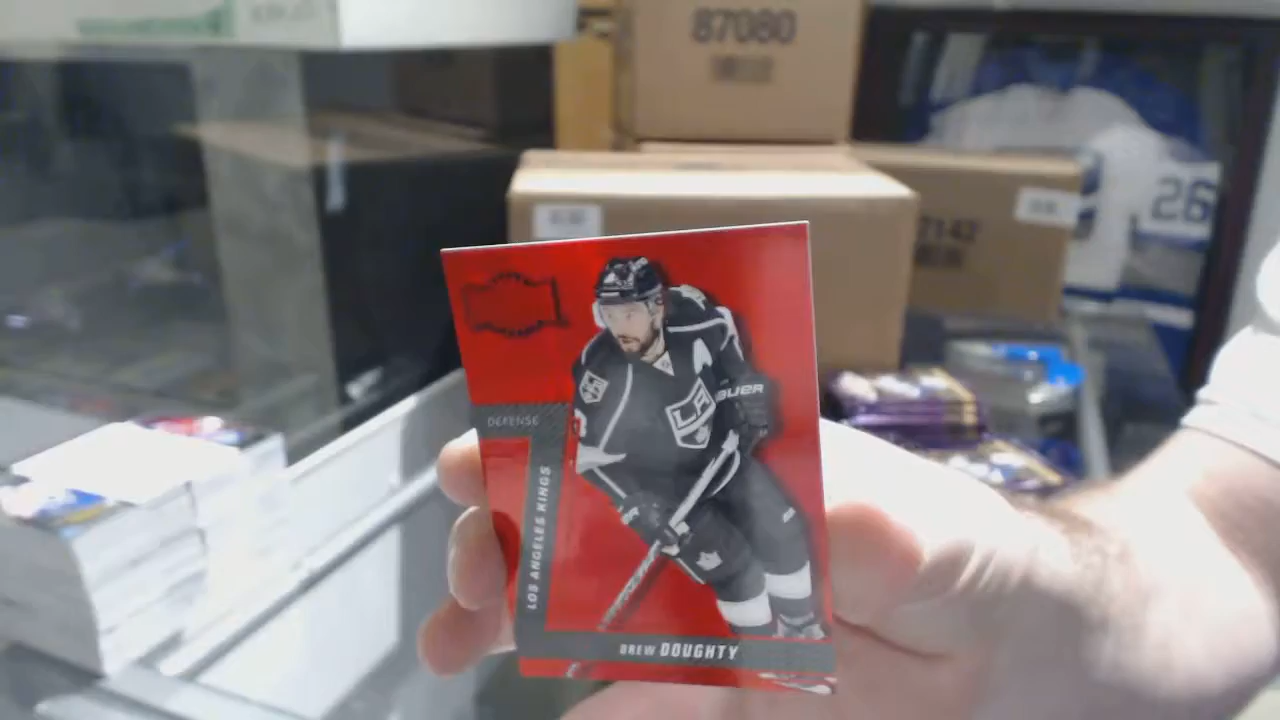 87080
26
DEFENSE
LOS ANGELES KINGS
LA
BAUER
A
DREW DOUGHTY